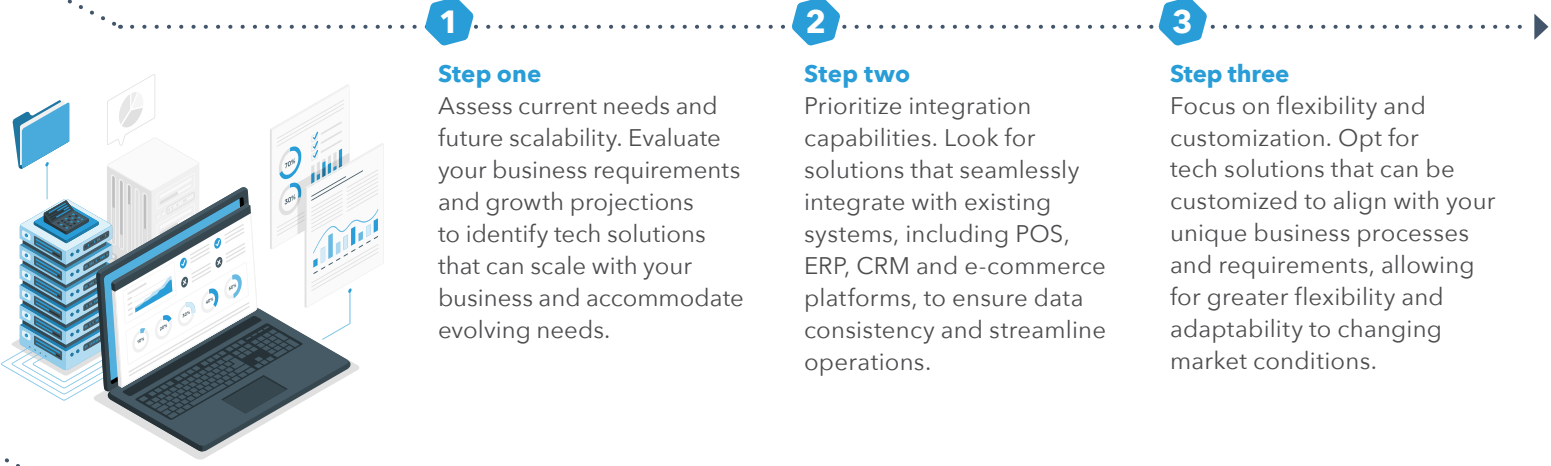 1
2
3
Step one
Assess current needs and
future scalability. Evaluate
your business requirements
and growth projections
to identify tech solutions
that can scale with your
business and accommodate
evolving needs.
Step two
Prioritize integration
capabilities. Look for
solutions that seamlessly
integrate with existing
systems, including POS,
ERP, CRM and e-commerce
platforms, to ensure data
consistency and streamline
operations.
Step three
Focus on flexibility and
customization. Opt for
tech solutions that can be
customized to align with your
unique business processes
and requirements, allowing
for greater flexibility and
adaptability to changing
market conditions.
70%
30%